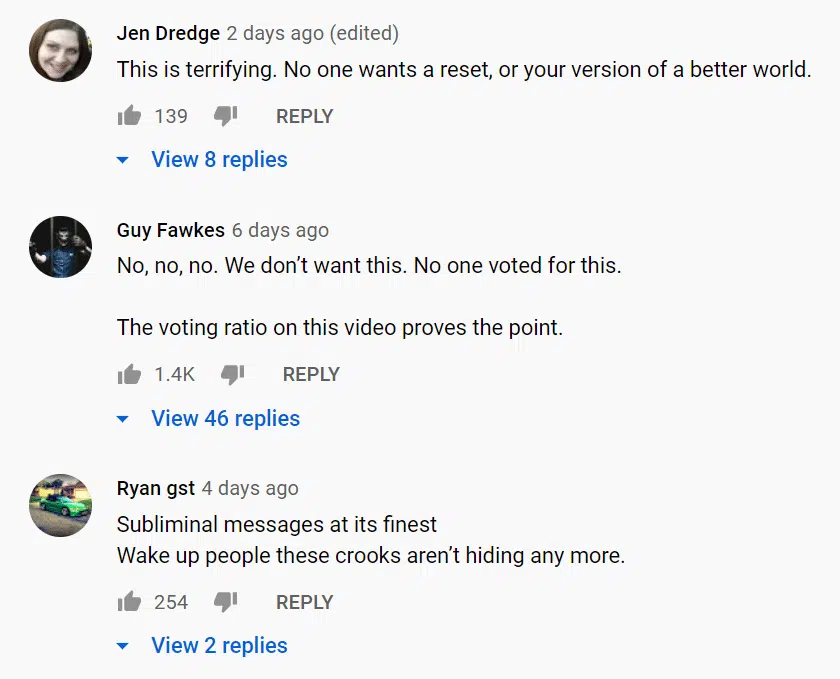 Jen Dredge 2 days ago (edited)
This is terrifying. No one wants a reset, or your version of a better world.
139 REPLY
View 8 replies
Guy Fawkes 6 days ago
No, no, no. We don’t want this. No one voted for this.
The voting ratio on this video proves the point.
1.4K REPLY
View 46 replies
Ryan gst 4 days ago
Subliminal messages at its finest
Wake up people these crooks aren’t hiding any more.
254 REPLY
View 2 replies